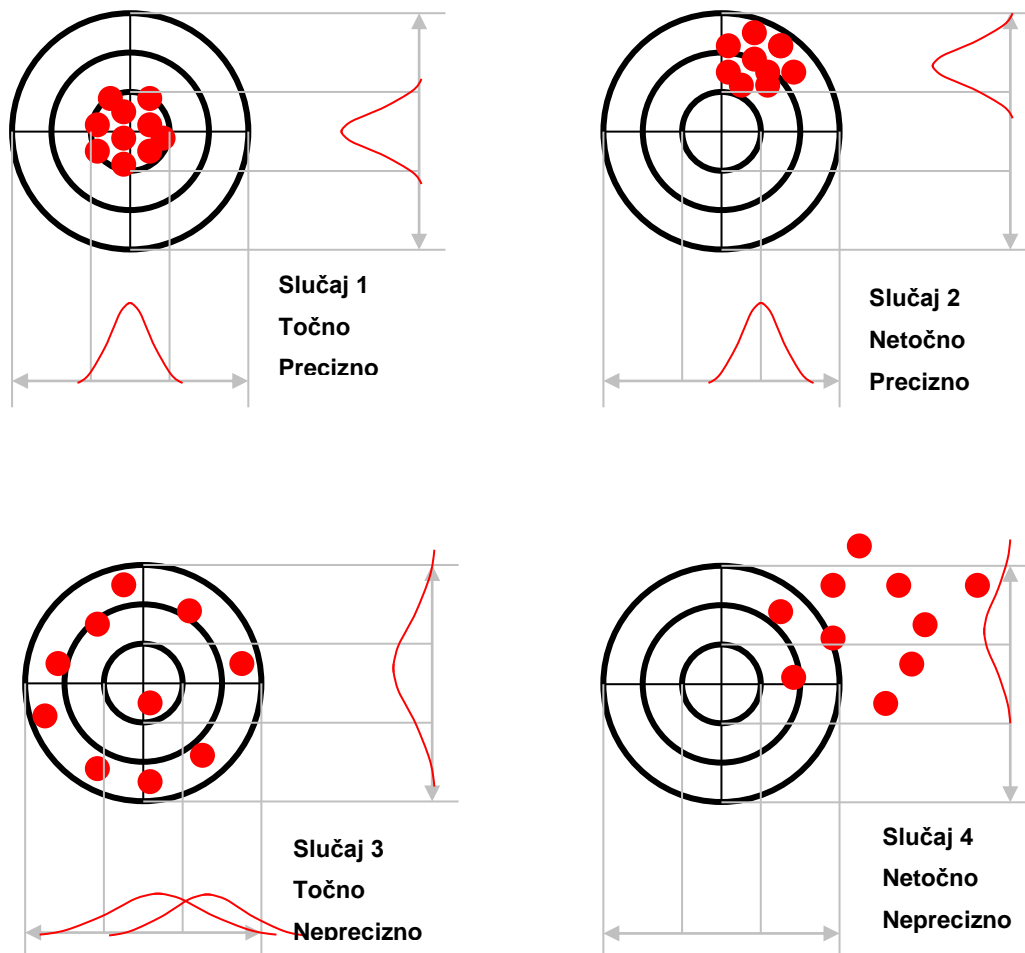 Slučaj 1
Točno
Precizno
Slučaj 2
Netočno
Precizno
Slučaj 3
Točno
Neprecizno
Slučaj 4
Netočno
Neprecizno